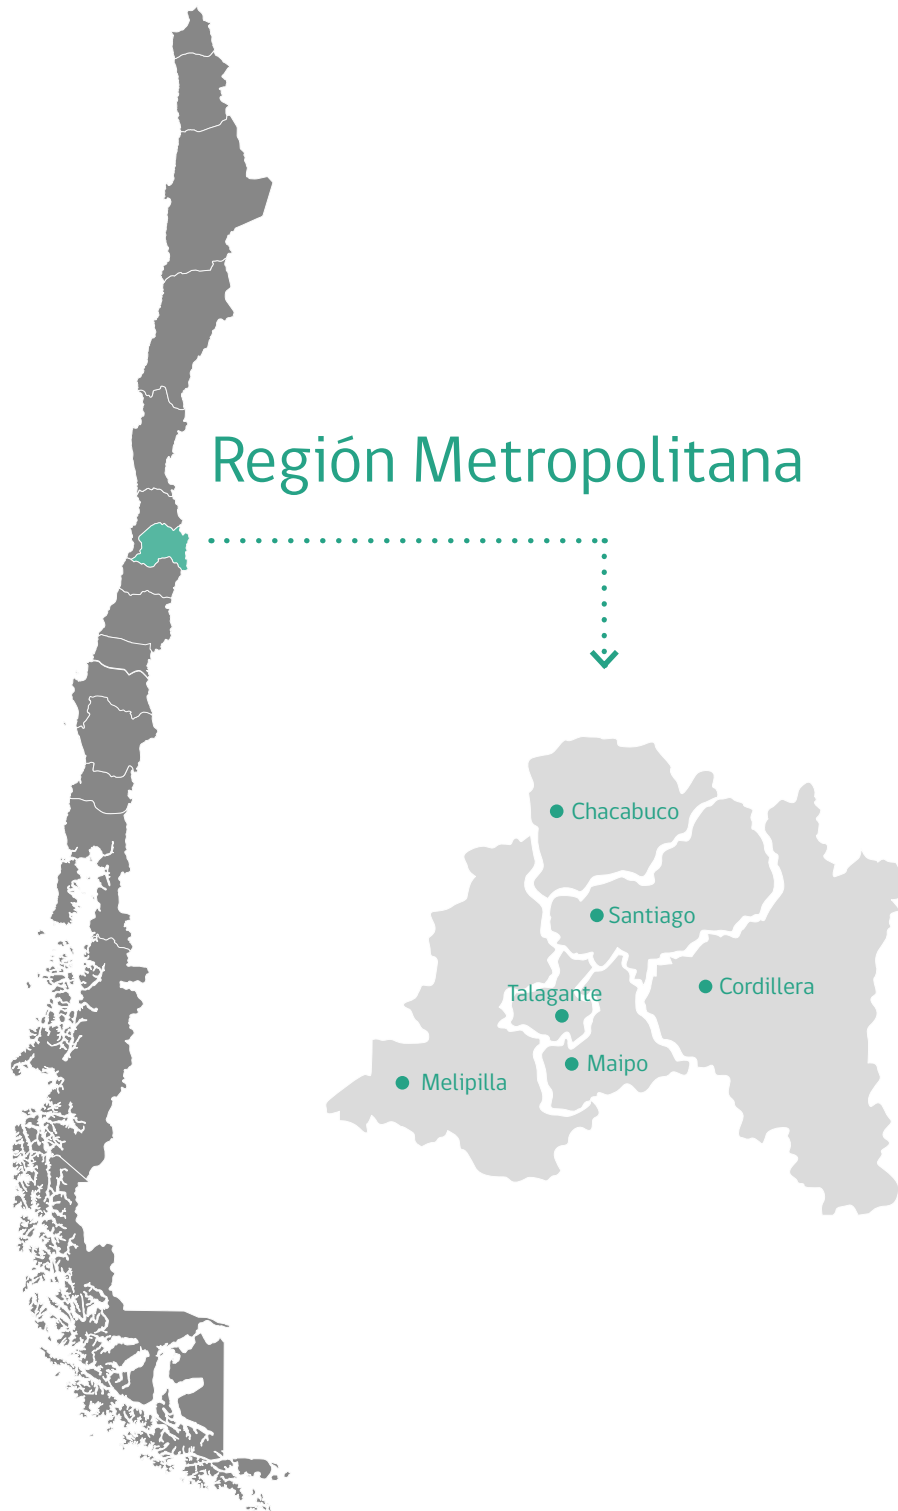 Región Metropolitana
Chacabuco
Santiago
Cordillera
Talagante
Maipo
Melipilla